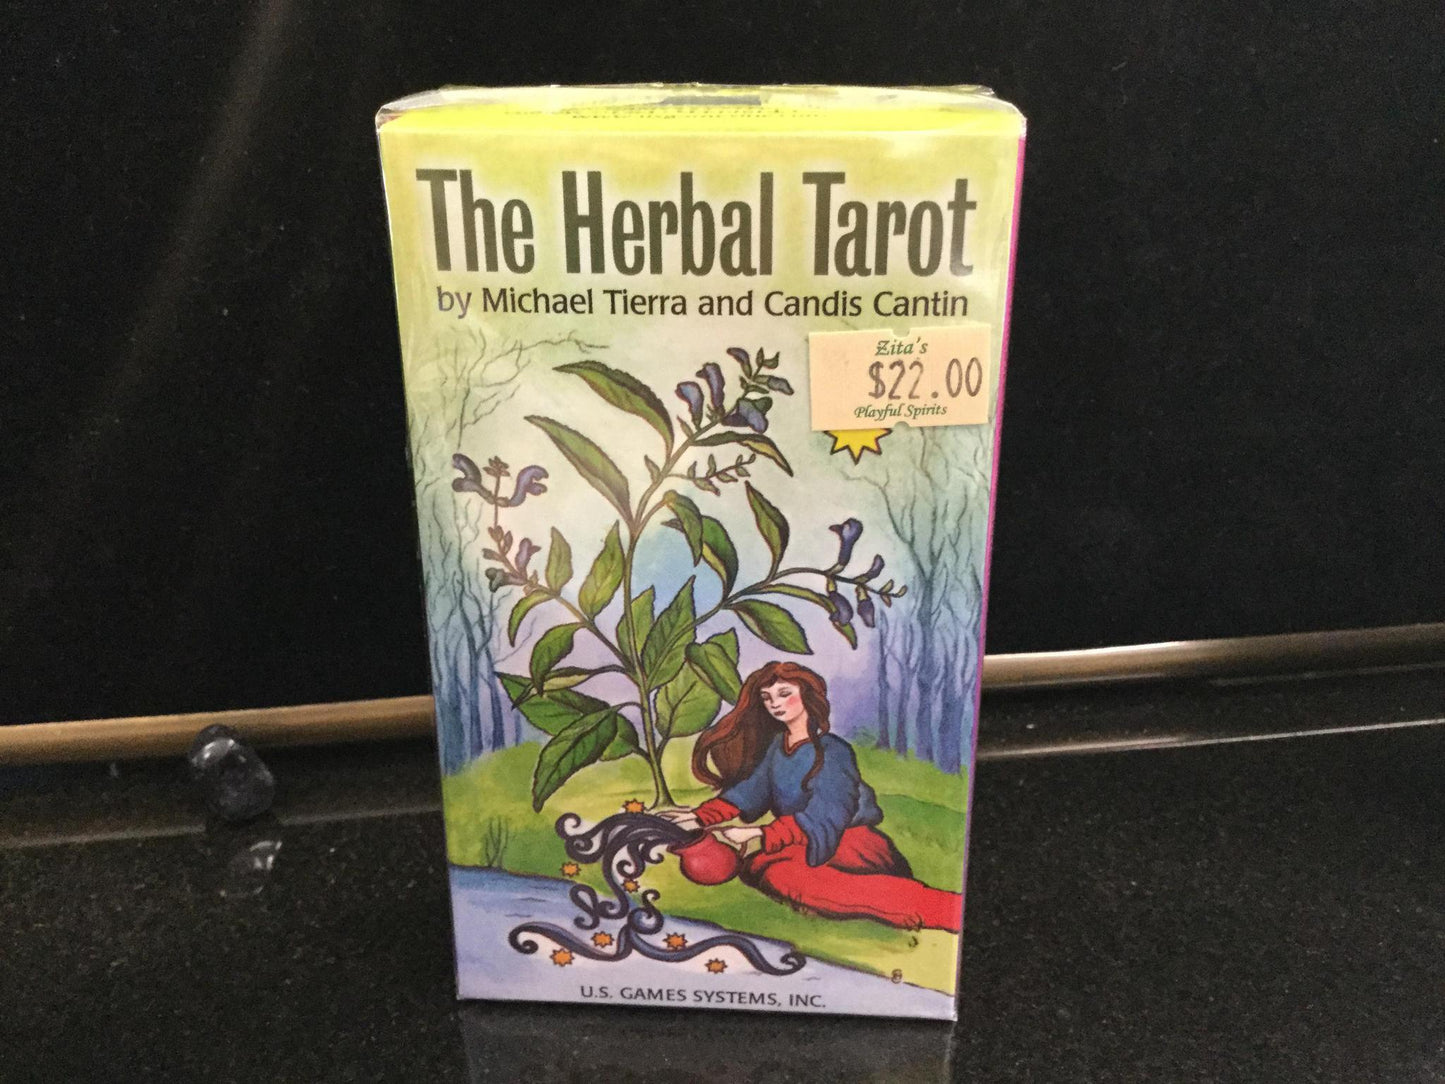 The Herbal Tarot
by Michael Tierra and Candis Cantin
Zita's
$22.00
Playful Spirits
U.S. GAMES SYSTEMS, INC.